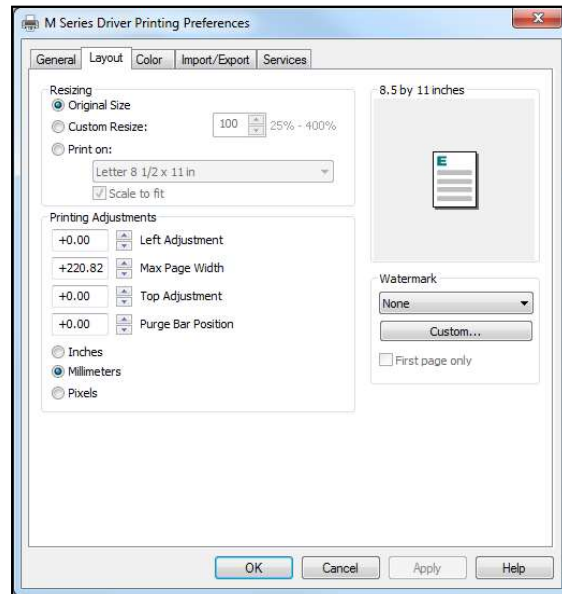 M Series Driver Printing Preferences
General Layout Color Import/Export Services
Resizing
Original Size
Custom Resize: 100 25% - 400%
Print on:
Letter 8 1/2 x 11 in
Scale to fit
Printing Adjustments
+0.00 Left Adjustment
+220.82 Max Page Width
+0.00 Top Adjustment
+0.00 Purge Bar Position
Inches
Millimeters
Pixels
8.5 by 11 inches
E
Watermark
None
Custom...
First page only
OK Cancel Apply Help